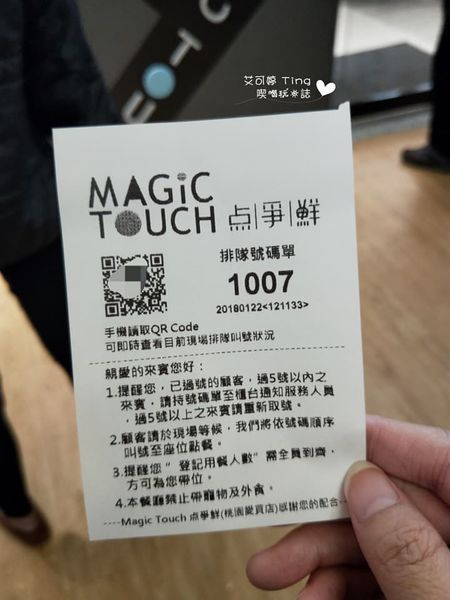 艾可婷 Ting
喫喝玩樂誌
MAGiC
TOUCH 点爭鮮
排隊號碼單
1007
20180122<121133>
手機讀取QR Code
可即時查看目前現場排隊叫號狀況
親愛的來賓您好：
1.提醒您，已過號的顧客，過5號以內之
來賓，請持號碼單至櫃台通知服務人員
，過5號以上之來賓請重新取號。
2.顧客請於現場等候，我們將依號碼順序
叫號至座位點餐。
3.提醒您＂登記用餐人數＂需全員到齊，
方可為您帶位。
4.本餐廳禁止帶寵物及外食。
----Magic Touch 点爭鮮(桃園愛買店)感謝您的配合----